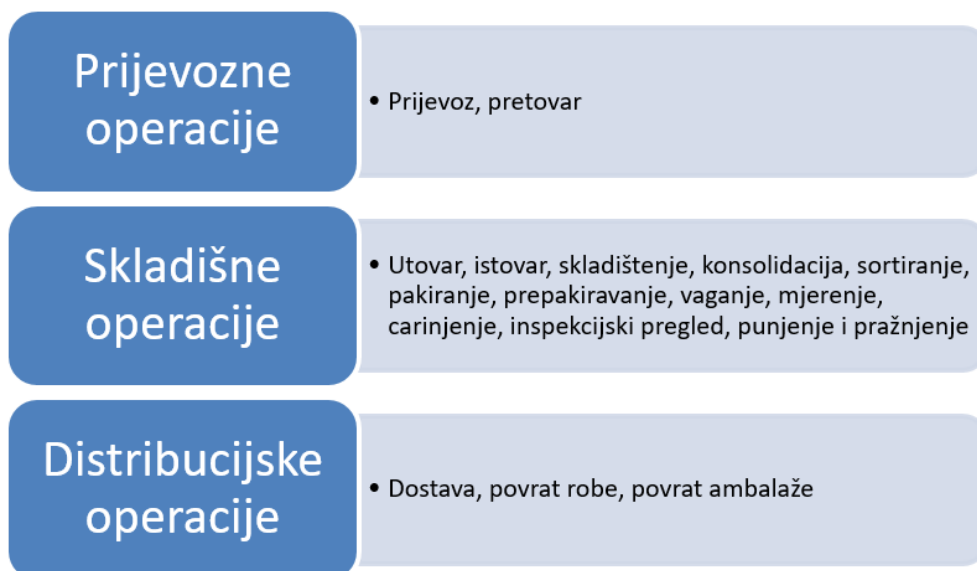 Prijevozne
operacije
• Prijevoz, pretovar
Skladišne
operacije
• Utovar, istovar, skladištenje, konsolidacija, sortiranje,
pakiranje, prepakiravanje, vaganje, mjerenje,
carinjenje, inspekcijski pregled, punjenje i pražnjenje
Distribucijske
operacije
• Dostava, povrat robe, povrat ambalaže